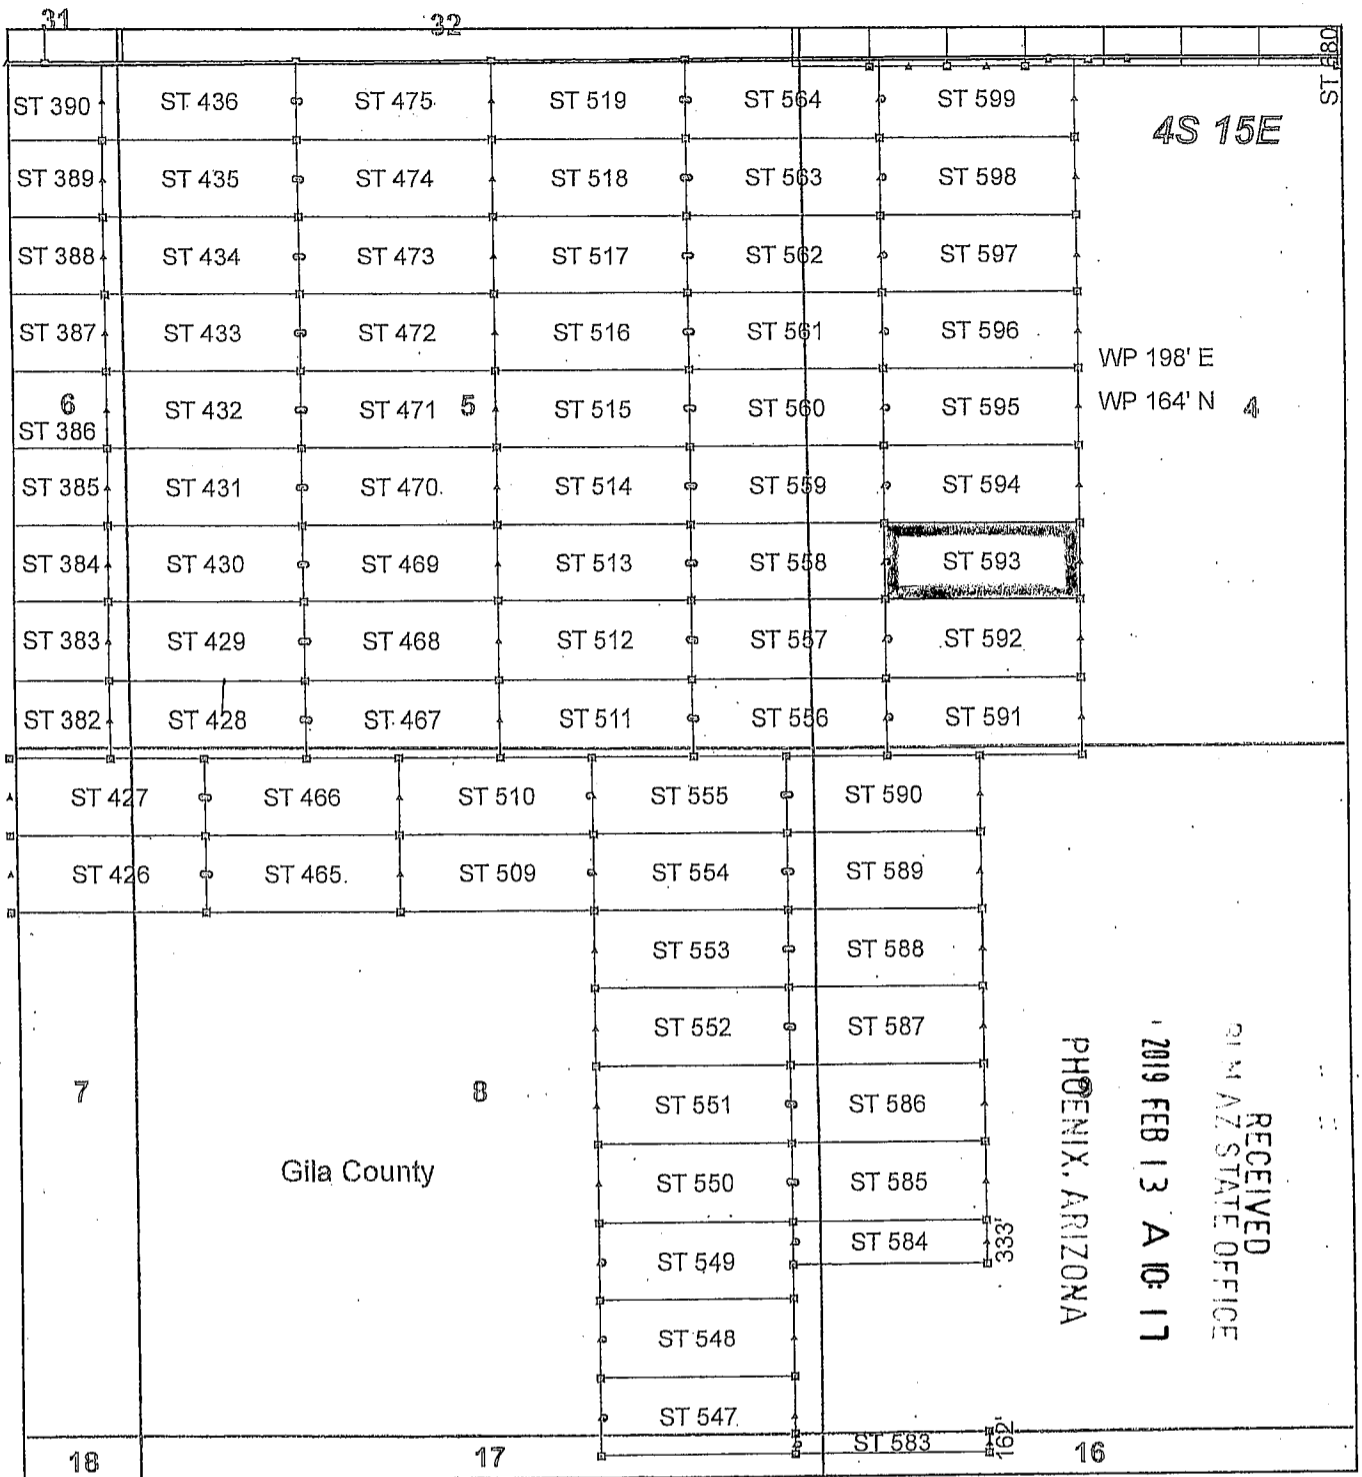 31 32
ST 680
ST 390 ST 436 ST 475 ST 519 ST 564 ST 599
4S 15E
ST 389 ST 435 ST 474 ST 518 ST 563 ST 598
ST 388 ST 434 ST 473 ST 517 ST 562 ST 597
ST 387 ST 433 ST 472 ST 516 ST 561 ST 596
WP 198' E
6 ST 432 ST 471 5 ST 515 ST 560 ST 595 WP 164' N 4
ST 386
ST 385 ST 431 ST 470 ST 514 ST 559 ST 594
ST 384 ST 430 ST 469 ST 513 ST 558 ST 593
ST 383 ST 429 ST 468 ST 512 ST 557 ST 592
ST 382 ST 428 ST 467 ST 511 ST 556 ST 591
ST 427 ST 466 ST 510 ST 555 ST 590
ST 426 ST 465 ST 509 ST 554 ST 589
ST 553 ST 588
ST 552 ST 587
7 8 ST 551 ST 586 9
Gila County
ST 550 ST 585
ST 584 333'
ST 549
ST 548
ST 547
ST 583 162'
18 17 16
RECEIVED
BLM AZ STATE OFFICE
2019 FEB 13 A 10: 17
PHOENIX, ARIZONA